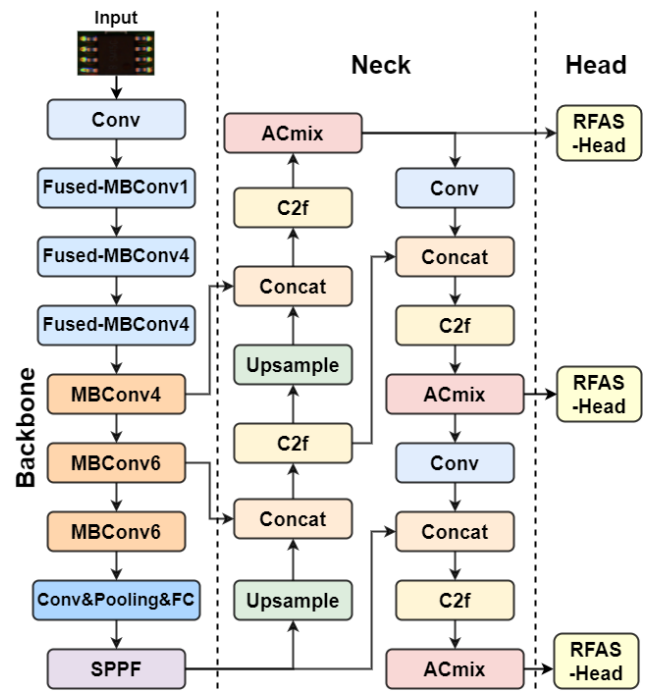 Input
Neck
Head
Backbone
Conv
Fused-MBConv1
Fused-MBConv4
Fused-MBConv4
MBConv4
MBConv6
MBConv6
Conv&Pooling&FC
SPPF
ACmix
C2f
Concat
Upsample
C2f
Concat
Upsample
Conv
Concat
C2f
ACmix
Conv
Concat
C2f
ACmix
RFAS
-Head
RFAS
-Head
RFAS
-Head